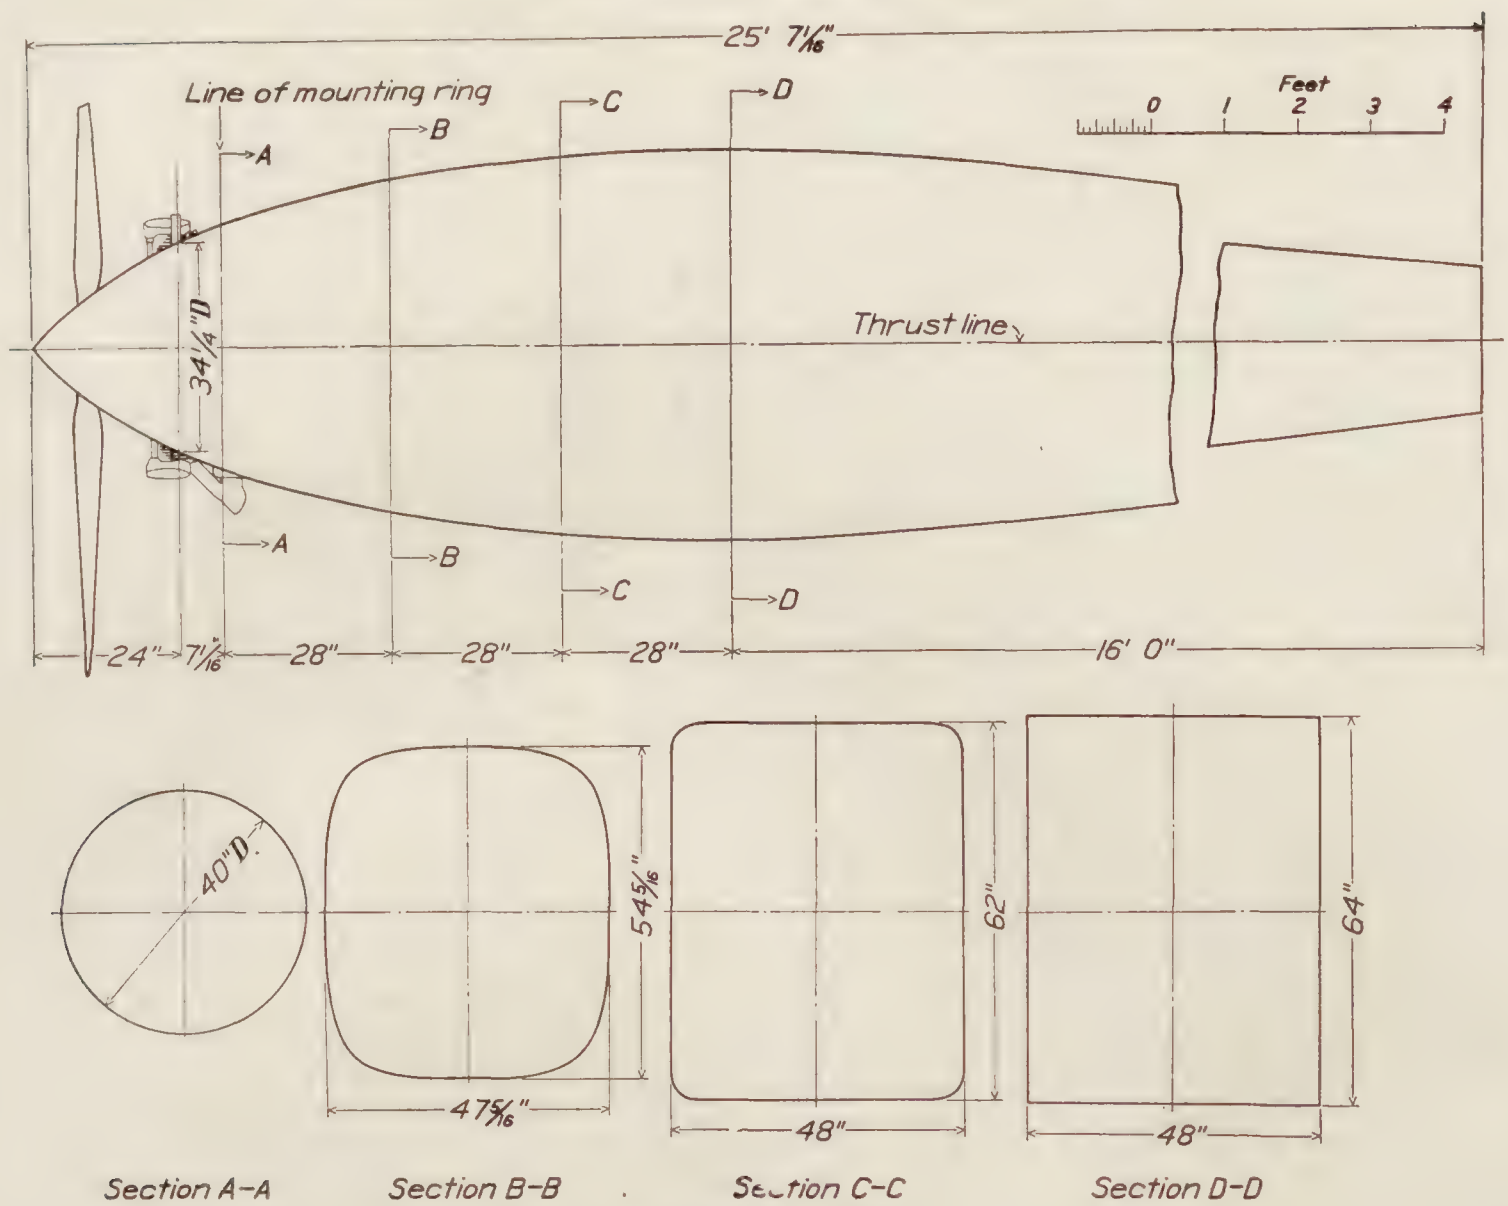 25' 7 1/16"
Line of mounting ring
A
B
C
D
Feet
0 1 2 3 4
34 1/4"D
Thrust line
A
B
C
D
24" 7 1/16" 28" 28" 28" 16' 0"
40"D.
54 5/16"
47 5/16"
62"
48"
64"
48"
Section A-A
Section B-B
Section C-C
Section D-D